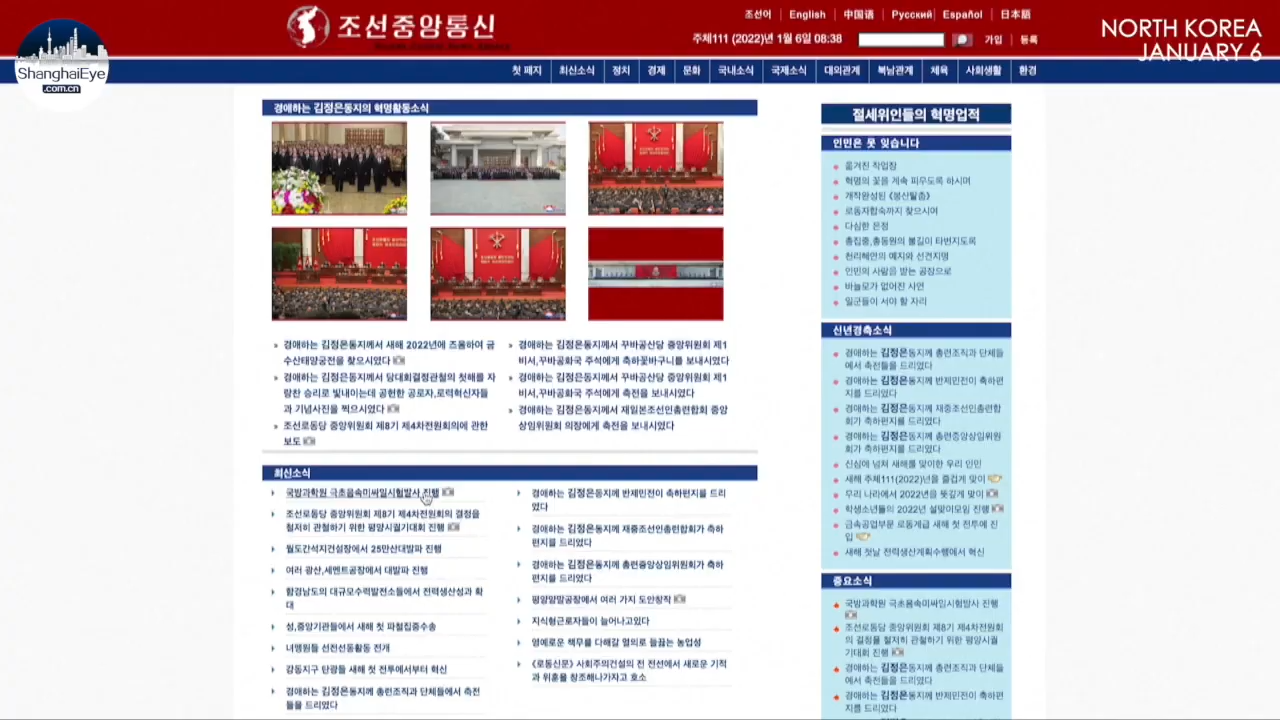 조선어 | English | 中国语 | Русский | Español | 日本語
조선중앙통신
주체111 (2022)년 1월 6일 08:38
가입 | 등록
NORTH KOREA
JANUARY 6
ShanghaiEye
.com.cn
첫 페지 | 최신소식 | 정치 | 경제 | 문화 | 국내소식 | 국제소식 | 대외관계 | 북남관계 | 체육 | 사회생활 | 환경
경애하는 김정은동지의 혁명활동소식
» 경애하는 김정은동지께서 새해 2022년에 즈음하여 금
수산태양궁전을 찾으시였다
» 경애하는 김정은동지께서 당대회결정관철의 첫해를 자
랑찬 승리로 빛내이는데 공헌한 공로자,로력혁신자들
과 기념사진을 찍으시였다
» 조선로동당 중앙위원회 제8기 제4차전원회의에 관한
보도
» 경애하는 김정은동지께서 꾸바공산당 중앙위원회 제1
비서,꾸바공화국 주석에게 축하꽃바구니를 보내시였다
» 경애하는 김정은동지께서 꾸바공산당 중앙위원회 제1
비서,꾸바공화국 주석에게 축전을 보내시였다
» 경애하는 김정은동지께서 재일본조선인총련합회 중앙
상임위원회 의장에게 축전을 보내시였다
최신소식
국방과학원 극초음속미싸일시험발사 진행
조선로동당 중앙위원회 제8기 제4차전원회의 결정을
철저히 관철하기 위한 평양시궐기대회 진행
월도간석지건설장에서 25만산대발파 진행
여러 광산,세멘트공장에서 대발파 진행
함경남도의 대규모수력발전소들에서 전력생산성과 확
대
성,중앙기관들에서 새해 첫 파철집중수송
녀맹원들 선전선동활동 전개
강동지구 탄광들 새해 첫 전투에서부터 혁신
경애하는 김정은동지께 총련조직과 단체들에서 축전
들을 드리였다
경애하는 김정은동지께 반제민전이 축하편지를 드리
였다
경애하는 김정은동지께 재중조선인총련합회가 축하
편지를 드리였다
경애하는 김정은동지께 총련중앙상임위원회가 축하
편지를 드리였다
평양양말공장에서 여러 가지 도안창작
지식형근로자들이 늘어나고있다
영예로운 책무를 다해갈 열의로 들끓는 농업성
《로동신문》 사회주의건설의 전 전선에서 새로운 기적
과 위훈을 창조해나가자고 호소
절세위인들의 혁명업적
인민은 못 잊습니다
옮겨진 작업장
혁명의 꽃을 계속 피우도록 하시며
개작완성된 《봉산탈춤》
로동자합숙까지 찾으시여
다심한 은정
총집중,총동원의 불길이 타번지도록
천리혜안의 예지와 선견지명
인민의 사랑을 받는 공장으로
바늘로가 없어진 사연
일군들이 서야 할 자리
신년경축소식
경애하는 김정은동지께 총련조직과 단체들
에서 축전들을 드리였다
경애하는 김정은동지께 반제민전이 축하편
지를 드리였다
경애하는 김정은동지께 재중조선인총련합
회가 축하편지를 드리였다
경애하는 김정은동지께 총련중앙상임위원
회가 축하편지를 드리였다
신심에 넘쳐 새해를 맞이한 우리 인민
새해 주체111(2022)년을 즐겁게 맞이
우리 나라에서 2022년을 뜻깊게 맞이
학생소년들의 2022년 설맞이모임 진행
금속공업부문 로동계급 새해 첫 전투에 진
입
새해 첫날 전력생산계획수행에서 혁신
중요소식
국방과학원 극초음속미싸일시험발사 진행
조선로동당 중앙위원회 제8기 제4차전원회
의 결정을 철저히 관철하기 위한 평양시궐
기대회 진행
경애하는 김정은동지께 총련조직과 단체들
에서 축전들을 드리였다
경애하는 김정은동지께 반제민전이 축하편
지를 드리였다